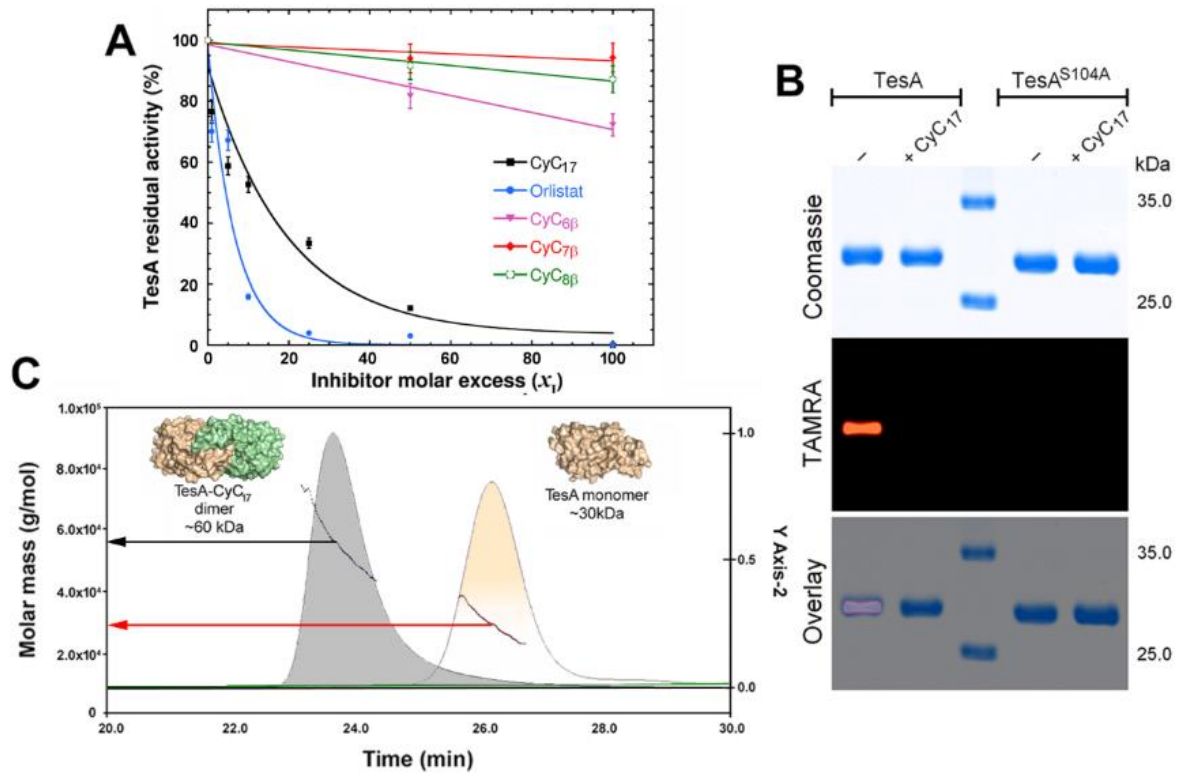 A
TesA residual activity (%)
100
80
60
40
20
0
CyC17
Orlistat
CyC6β
CyC7β
CyC8β
0 20 40 60 80 100
Inhibitor molar excess (xI)
B
TesA TesA S104A
– + CyC17 – + CyC17
kDa
Coomassie
35.0
25.0
TAMRA
Overlay
35.0
25.0
C
Molar mass (g/mol)
1.0x10⁵
8.0x10⁴
6.0x10⁴
4.0x10⁴
2.0x10⁴
0
TesA-CyC17
dimer
~60 kDa
TesA monomer
~30kDa
1.0
0.5
0.0
Y Axis-2
20.0 22.0 24.0 26.0 28.0 30.0
Time (min)